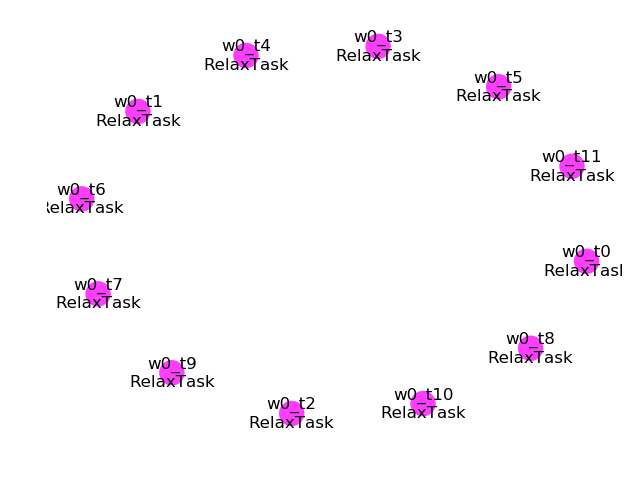 w0_t3
RelaxTask
w0_t4
RelaxTask
w0_t5
RelaxTask
w0_t1
RelaxTask
w0_t11
RelaxTask
w0_t6
RelaxTask
w0_t0
RelaxTask
w0_t7
RelaxTask
w0_t8
RelaxTask
w0_t9
RelaxTask
w0_t10
RelaxTask
w0_t2
RelaxTask